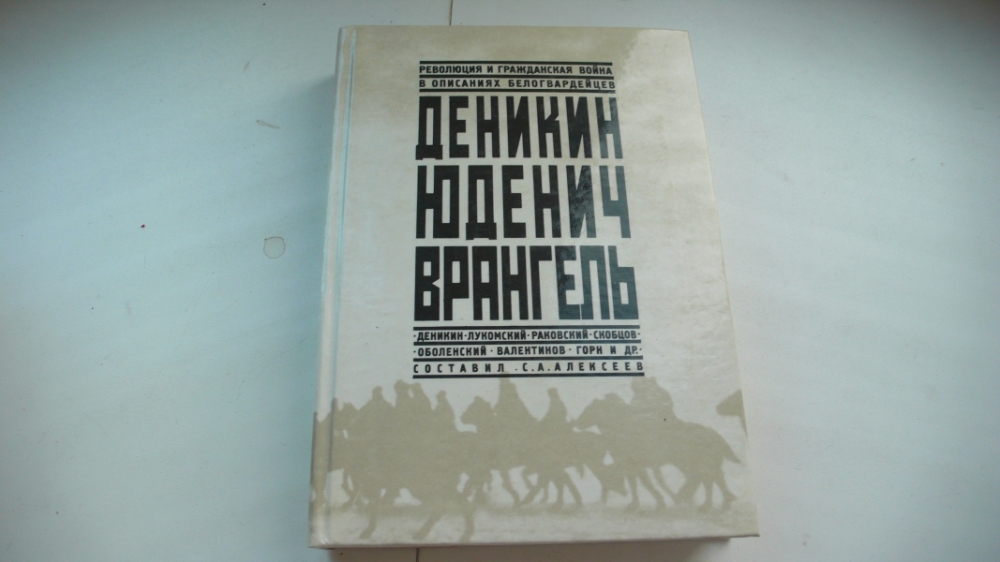 РЕВОЛЮЦИЯ И ГРАЖДАНСКАЯ ВОЙНА
В ОПИСАНИЯХ БЕЛОГВАРДЕЙЦЕВ
ДЕНИКИН
ЮДЕНИЧ
ВРАНГЕЛЬ
·ДЕНИКИН·ЛУКОМСКИЙ·РАКОВСКИЙ·СКОБЦОВ·
·ОБОЛЕНСКИЙ·ВАЛЕНТИНОВ·ГОРН И ДР.·
СОСТАВИЛ .С.А.АЛЕКСЕЕВ